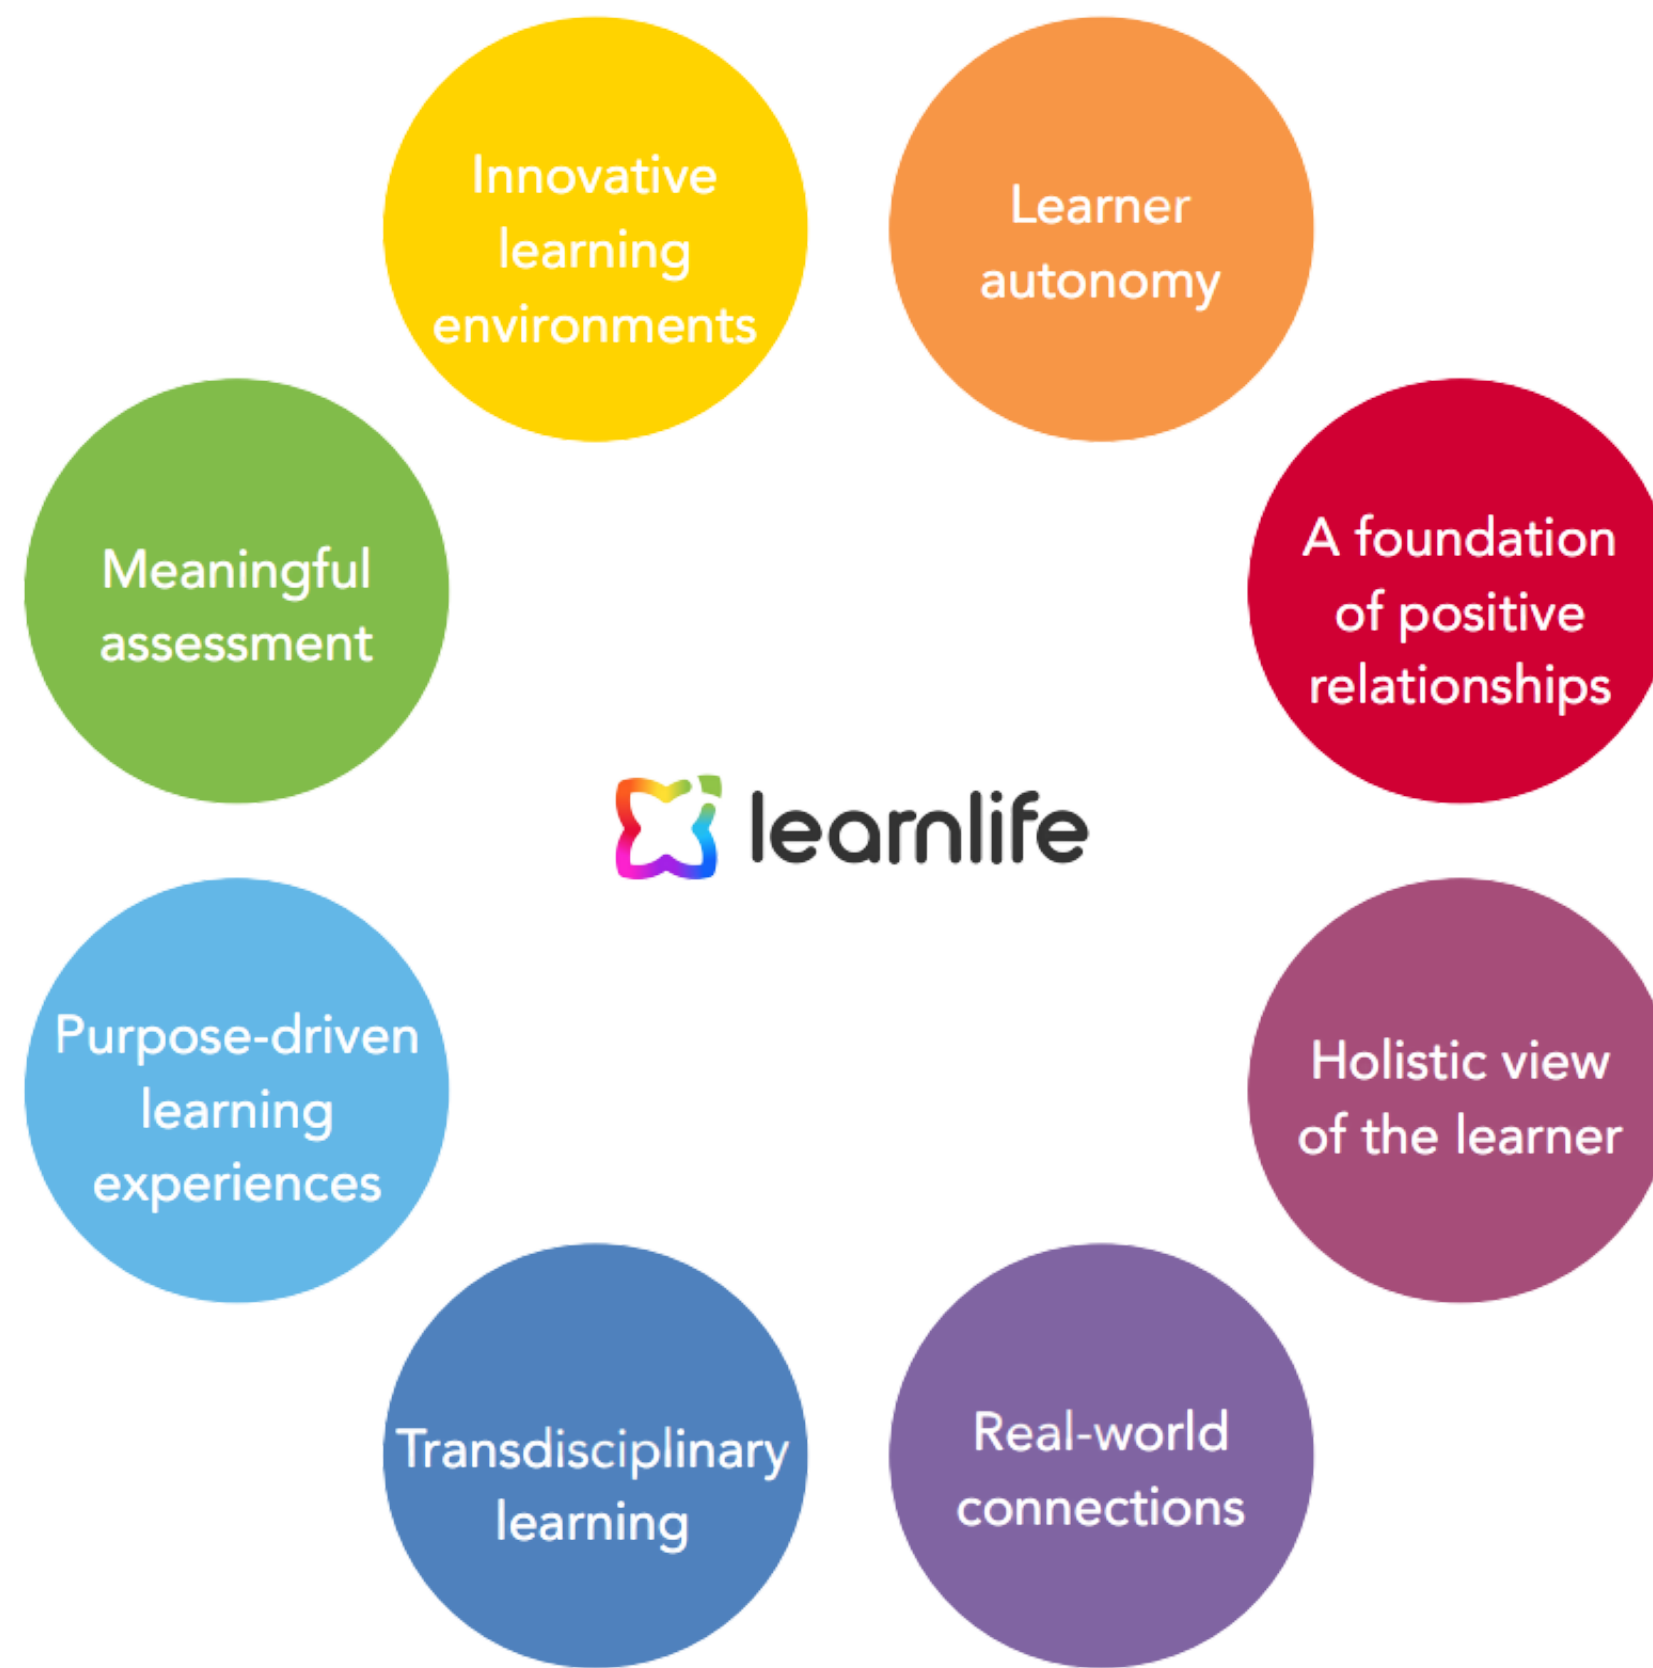 Innovative
learning
environments
Learner
autonomy
Meaningful
assessment
A foundation
of positive
relationships
learnlife
Purpose-driven
learning
experiences
Holistic view
of the learner
Transdisciplinary
learning
Real-world
connections